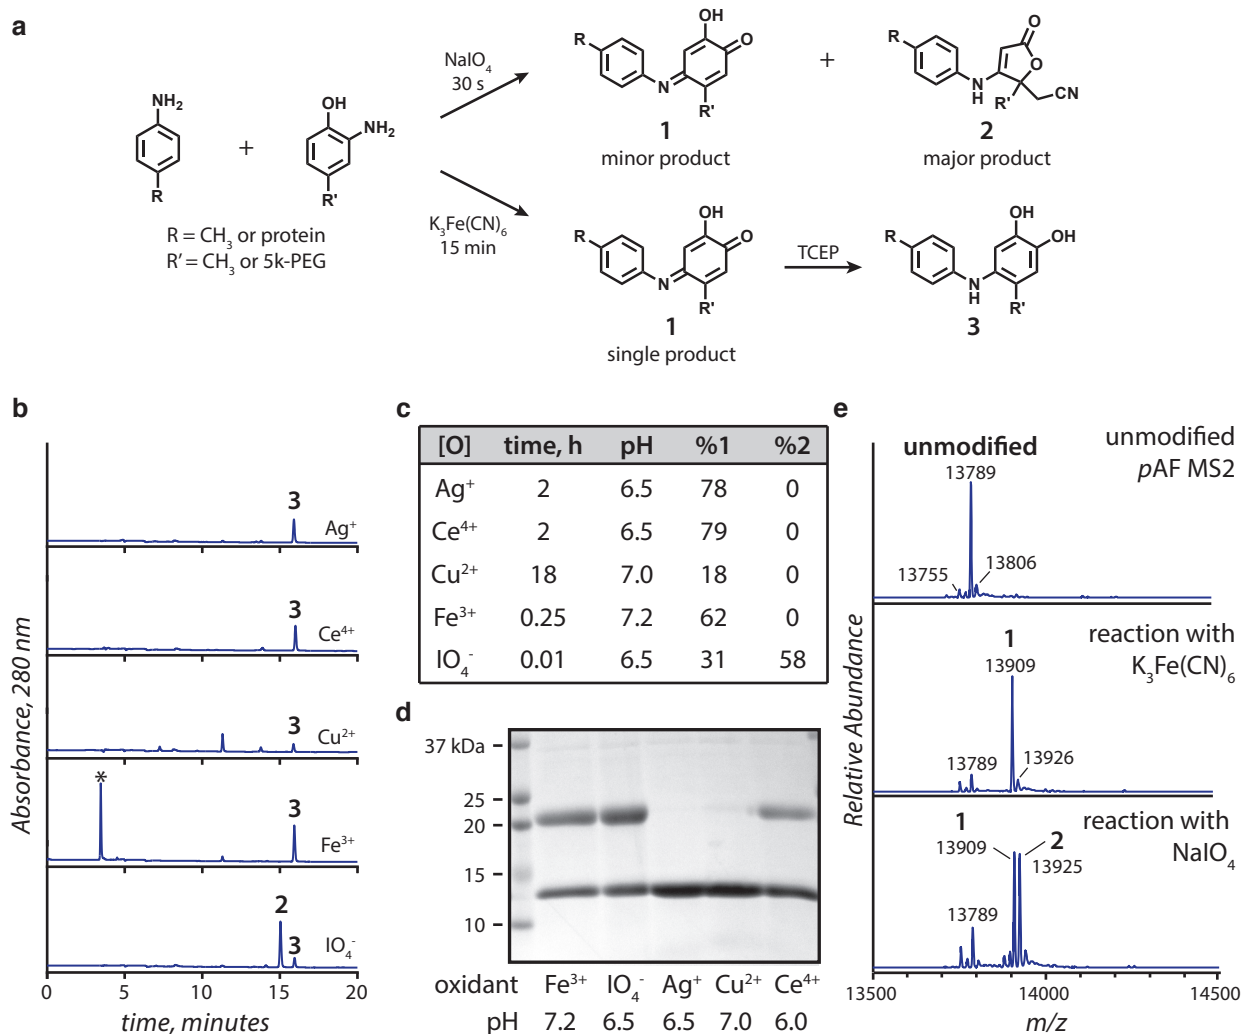 a
NH₂
R
+
OH
NH₂
R'
R = CH₃ or protein
R' = CH₃ or 5k-PEG
NaIO₄
30 s
K₃Fe(CN)₆
15 min
R
N
OH
O
R'
1
minor product
+
R
N
H
R'
O
O
CN
2
major product
R
N
OH
O
R'
1
single product
TCEP
R
N
H
OH
OH
R'
3
b
Absorbance, 280 nm
3
Ag⁺
3
Ce⁴⁺
3
Cu²⁺
*
3
Fe³⁺
2
3
IO₄⁻
0 5 10 15 20
time, minutes
c
[O] time, h pH %1 %2
Ag⁺ 2 6.5 78 0
Ce⁴⁺ 2 6.5 79 0
Cu²⁺ 18 7.0 18 0
Fe³⁺ 0.25 7.2 62 0
IO₄⁻ 0.01 6.5 31 58
d
37 kDa
25
20
15
10
oxidant Fe³⁺ IO₄⁻ Ag⁺ Cu²⁺ Ce⁴⁺
pH 7.2 6.5 6.5 7.0 6.0
e
Relative Abundance
unmodified
13789
13755
13806
unmodified
pAF MS2
1
13909
13789
13926
reaction with
K₃Fe(CN)₆
1
13909
2
13925
13789
reaction with
NaIO₄
13500 14000 14500
m/z